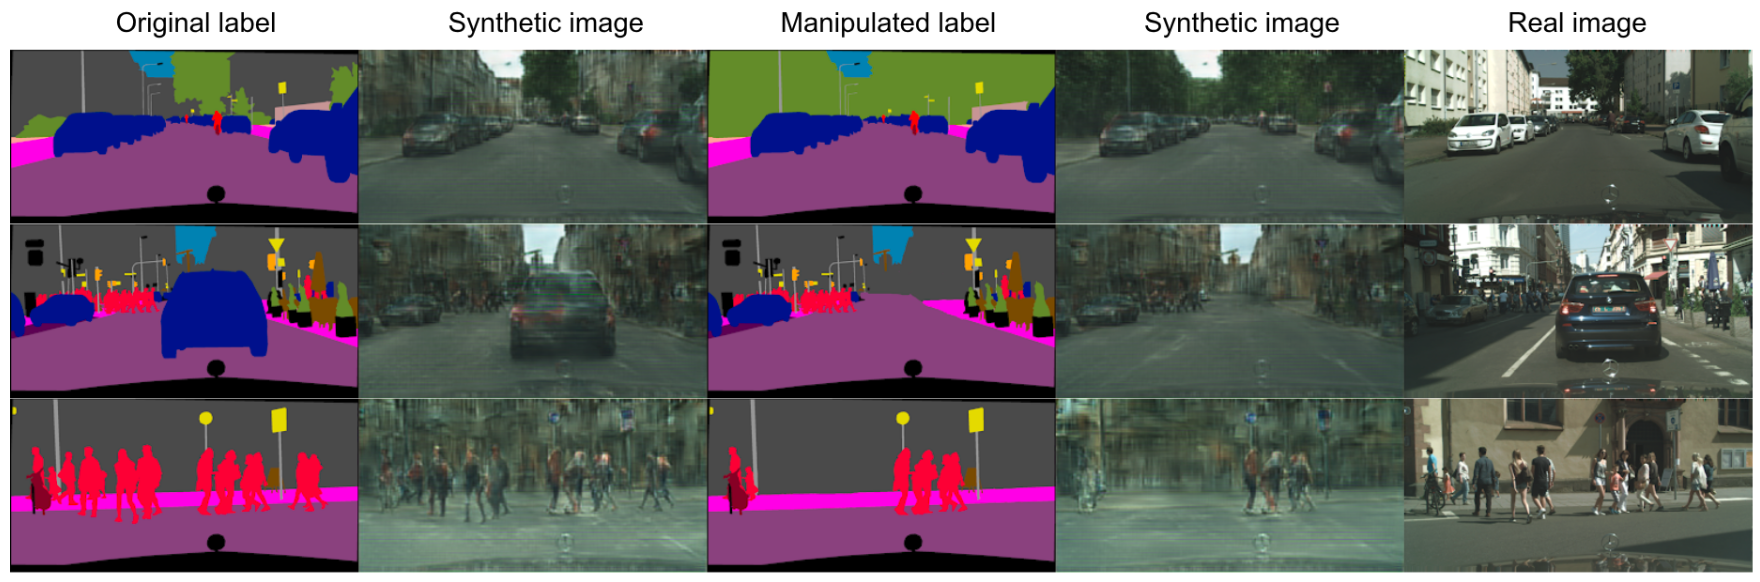 Original label
Synthetic image
Manipulated label
Synthetic image
Real image